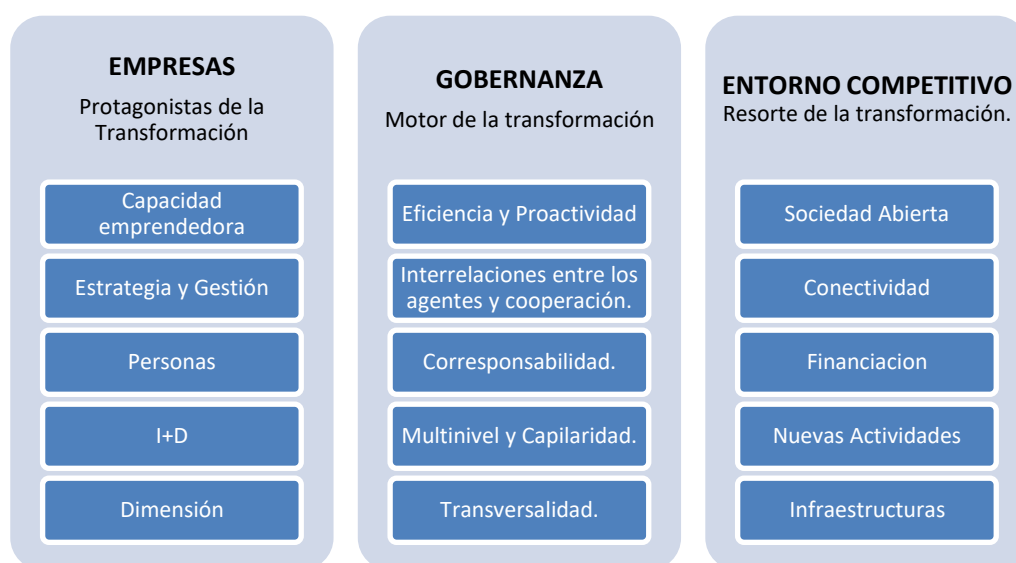 EMPRESAS
Protagonistas de la
Transformación
Capacidad
emprendedora
Estrategia y Gestión
Personas
I+D
Dimensión
GOBERNANZA
Motor de la transformación
Eficiencia y Proactividad
Interrelaciones entre los
agentes y cooperación.
Corresponsabilidad.
Multinivel y Capilaridad.
Transversalidad.
ENTORNO COMPETITIVO
Resorte de la transformación.
Sociedad Abierta
Conectividad
Financiacion
Nuevas Actividades
Infraestructuras